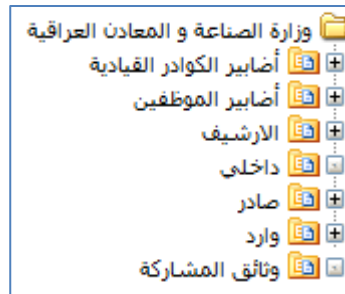 وزارة الصناعة و المعادن العراقية
أضابير الكوادر القيادية
أضابير الموظفين
الارشيف
داخلي
صادر
وارد
وثائق المشاركة